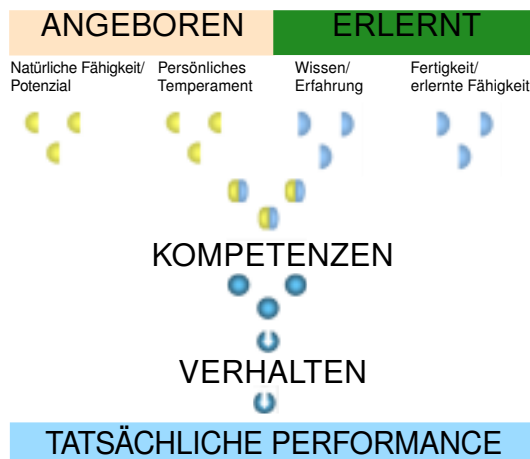 ANGEBOREN ERLERNT
Natürliche Fähigkeit/ Persönliches Wissen/ Fertigkeit/
Potenzial Temperament Erfahrung erlernte Fähigkeit
KOMPETENZEN
VERHALTEN
TATSÄCHLICHE PERFORMANCE